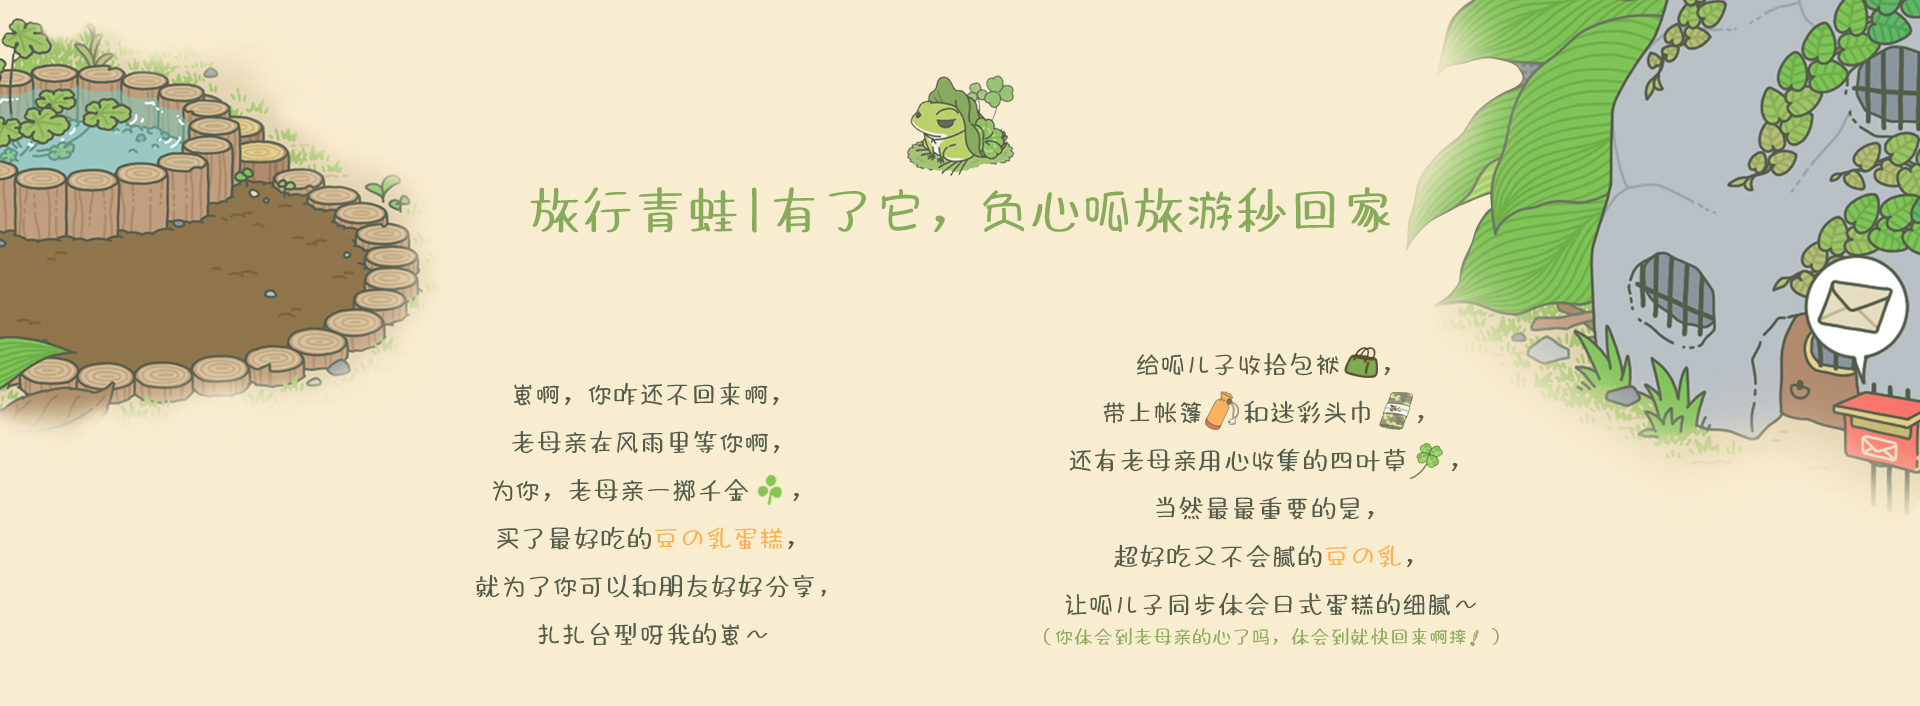 旅行青蛙|有了它，负心呱旅游秒回家
崽啊，你咋还不回来啊，
老母亲在风雨里等你啊，
为你，老母亲一掷千金，
买了最好吃的豆の乳蛋糕，
就为了你可以和朋友好好分享，
扎扎台型呀我的崽～
给呱儿子收拾包袱，
带上帐篷和迷彩头巾，
还有老母亲用心收集的四叶草，
当然最最重要的是，
超好吃又不会腻的豆の乳，
让呱儿子同步体会日式蛋糕的细腻～
（你体会到老母亲的心了吗，体会到就快回来啊摔！）